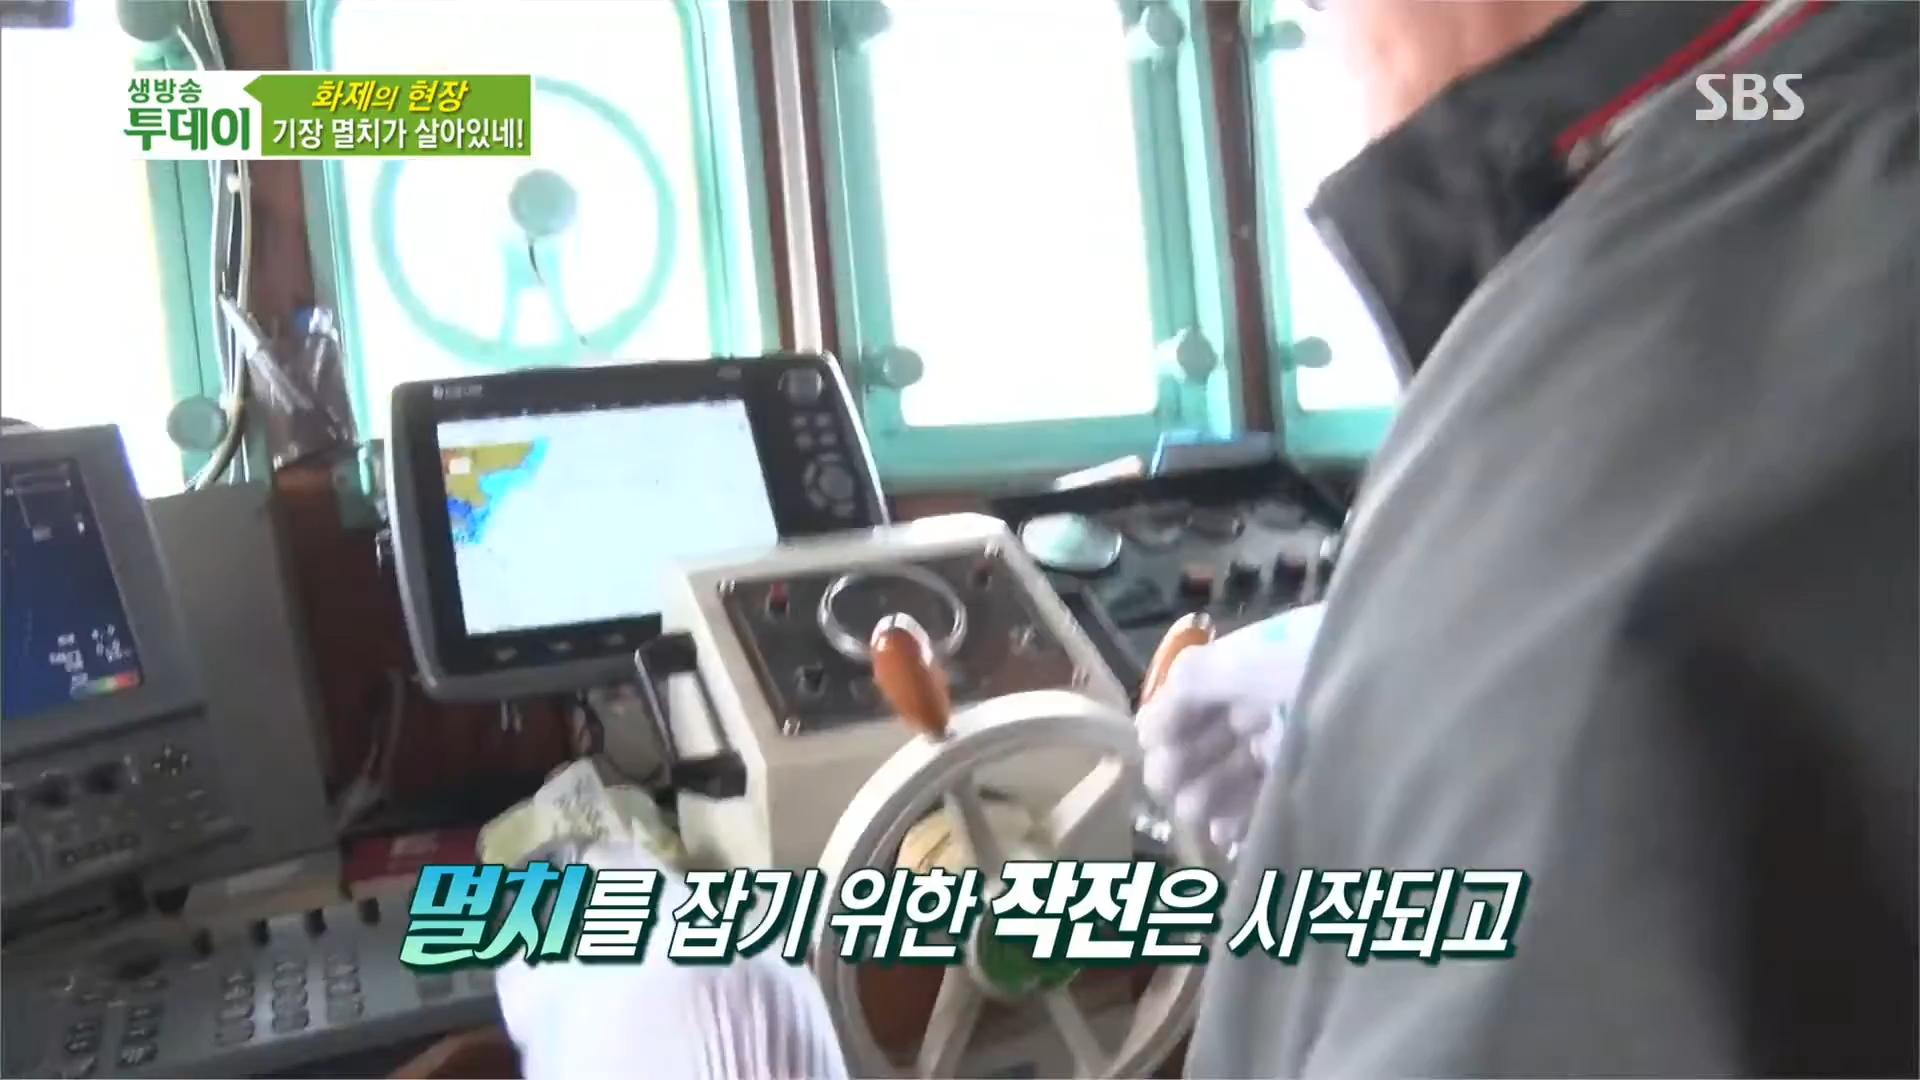 생방송
투데이
화제의 현장
기장 멸치가 살아있네!
SBS
멸치를 잡기 위한 작전은 시작되고